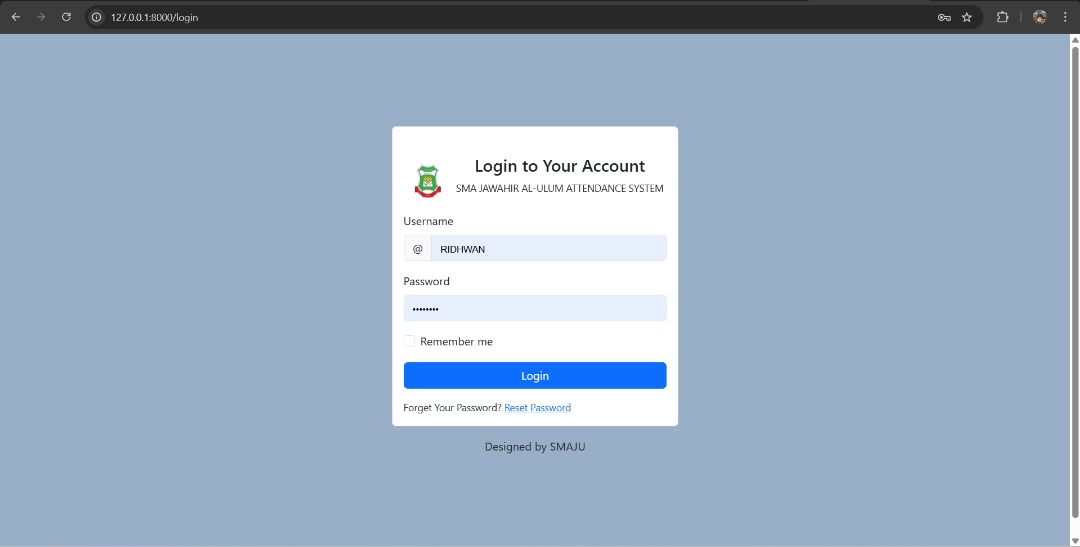 127.0.0.1:8000/login
Login to Your Account
SMA JAWAHIR AL-ULUM ATTENDANCE SYSTEM
Username
@ RIDHWAN
Password
••••••••
Remember me
Login
Forget Your Password? Reset Password
Designed by SMAJU